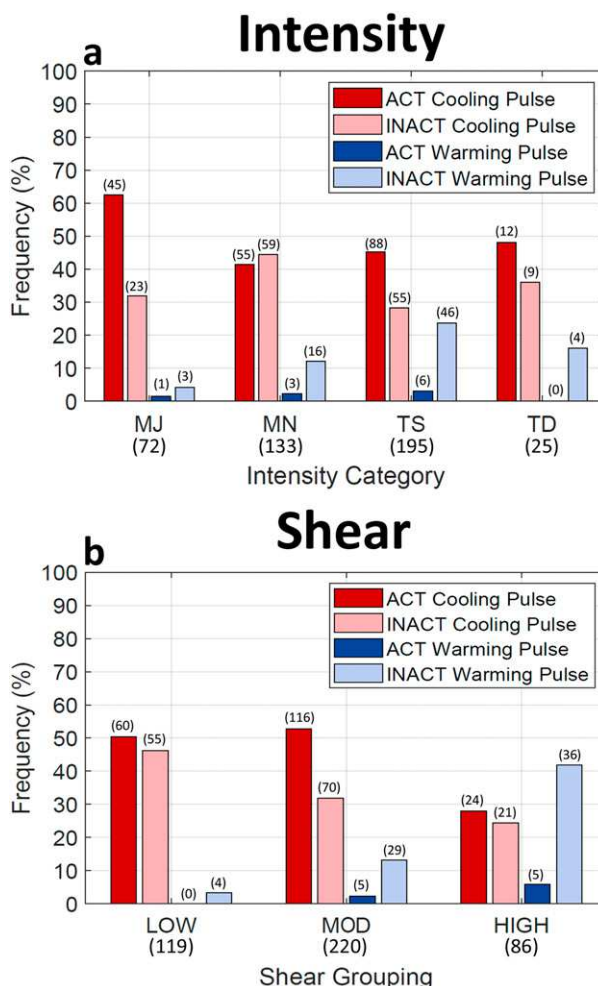 Intensity
a
100
90
80
70
60
50
40
30
20
10
0
Frequency (%)
ACT Cooling Pulse
INACT Cooling Pulse
ACT Warming Pulse
INACT Warming Pulse
(45)
(23)
(1)
(3)
(55)
(59)
(3)
(16)
(88)
(55)
(6)
(46)
(12)
(9)
(0)
(4)
MJ MN TS TD
(72) (133) (195) (25)
Intensity Category
Shear
b
100
90
80
70
60
50
40
30
20
10
0
Frequency (%)
ACT Cooling Pulse
INACT Cooling Pulse
ACT Warming Pulse
INACT Warming Pulse
(60)
(55)
(0)
(4)
(116)
(70)
(5)
(29)
(24)
(21)
(5)
(36)
LOW MOD HIGH
(119) (220) (86)
Shear Grouping